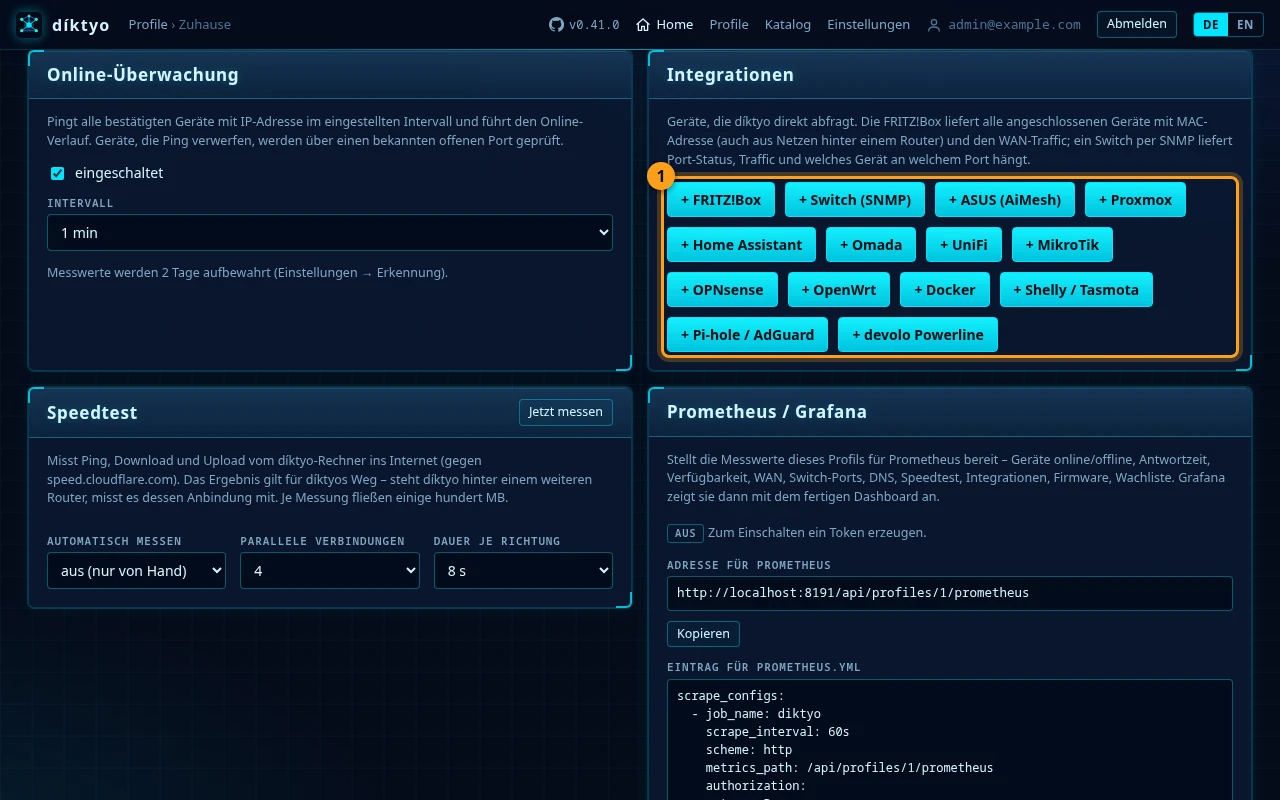 díktyo
Profile › Zuhause
v0.41.0
Home
Profile
Katalog
Einstellungen
admin@example.com
Abmelden
DE
EN
Online-Überwachung
Pingt alle bestätigten Geräte mit IP-Adresse im eingestellten Intervall und führt den Online-
Verlauf. Geräte, die Ping verwerfen, werden über einen bekannten offenen Port geprüft.
eingeschaltet
INTERVALL
1 min
Messwerte werden 2 Tage aufbewahrt (Einstellungen → Erkennung).
Integrationen
Geräte, die díktyo direkt abfragt. Die FRITZ!Box liefert alle angeschlossenen Geräte mit MAC-
Adresse (auch aus Netzen hinter einem Router) und den WAN-Traffic; ein Switch per SNMP liefert
Port-Status, Traffic und welches Gerät an welchem Port hängt.
1
+ FRITZ!Box
+ Switch (SNMP)
+ ASUS (AiMesh)
+ Proxmox
+ Home Assistant
+ Omada
+ UniFi
+ MikroTik
+ OPNsense
+ OpenWrt
+ Docker
+ Shelly / Tasmota
+ Pi-hole / AdGuard
+ devolo Powerline
Speedtest
Jetzt messen
Misst Ping, Download und Upload vom díktyo-Rechner ins Internet (gegen
speed.cloudflare.com). Das Ergebnis gilt für díktyos Weg – steht díktyo hinter einem weiteren
Router, misst es dessen Anbindung mit. Je Messung fließen einige hundert MB.
AUTOMATISCH MESSEN
PARALLELE VERBINDUNGEN
DAUER JE RICHTUNG
aus (nur von Hand)
4
8 s
Prometheus / Grafana
Stellt die Messwerte dieses Profils für Prometheus bereit – Geräte online/offline, Antwortzeit,
Verfügbarkeit, WAN, Switch-Ports, DNS, Speedtest, Integrationen, Firmware, Wachliste. Grafana
zeigt sie dann mit dem fertigen Dashboard an.
AUS Zum Einschalten ein Token erzeugen.
ADRESSE FÜR PROMETHEUS
http://localhost:8191/api/profiles/1/prometheus
Kopieren
EINTRAG FÜR PROMETHEUS.YML
scrape_configs:
- job_name: diktyo
scrape_interval: 60s
scheme: http
metrics_path: /api/profiles/1/prometheus
authorization: